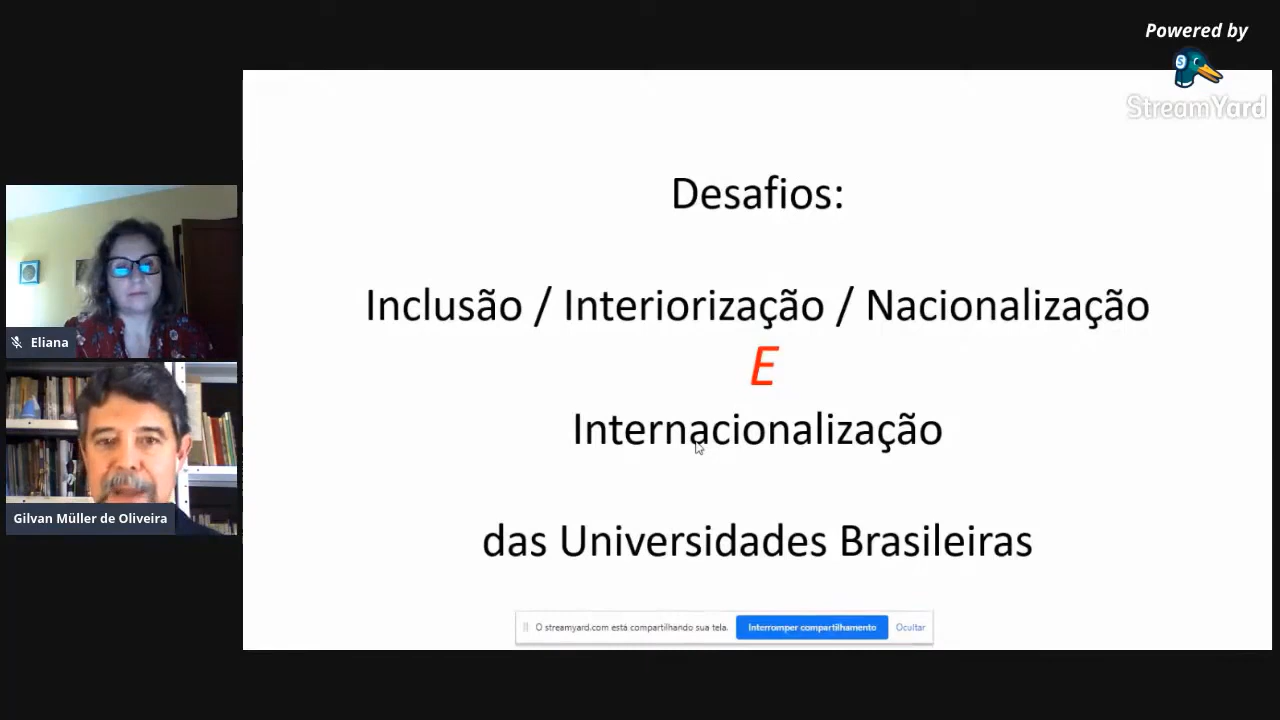 Powered by
StreamYard
Desafios:
Inclusão / Interiorização / Nacionalização
E
Internacionalização
das Universidades Brasileiras
Eliana
Gilvan Müller de Oliveira
O streamyard.com está compartilhando sua tela.
Interromper compartilhamento
Ocultar